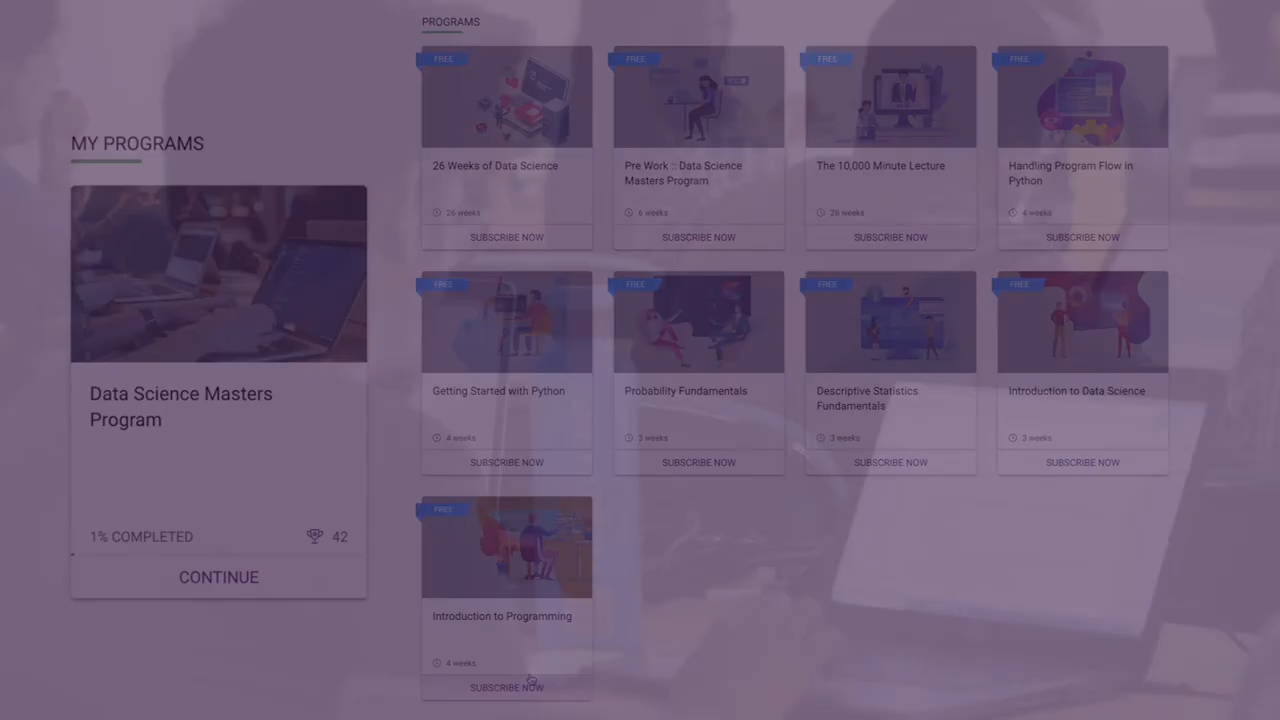 MY PROGRAMS
Data Science Masters
Program
1% COMPLETED
42
CONTINUE
PROGRAMS
FREE
26 Weeks of Data Science
26 weeks
SUBSCRIBE NOW
FREE
Pre Work :: Data Science
Masters Program
6 weeks
SUBSCRIBE NOW
FREE
The 10,000 Minute Lecture
26 weeks
SUBSCRIBE NOW
FREE
Handling Program Flow in
Python
4 weeks
SUBSCRIBE NOW
FREE
Getting Started with Python
4 weeks
SUBSCRIBE NOW
FREE
Probability Fundamentals
3 weeks
SUBSCRIBE NOW
FREE
Descriptive Statistics
Fundamentals
3 weeks
SUBSCRIBE NOW
FREE
Introduction to Data Science
3 weeks
SUBSCRIBE NOW
FREE
Introduction to Programming
4 weeks
SUBSCRIBE NOW